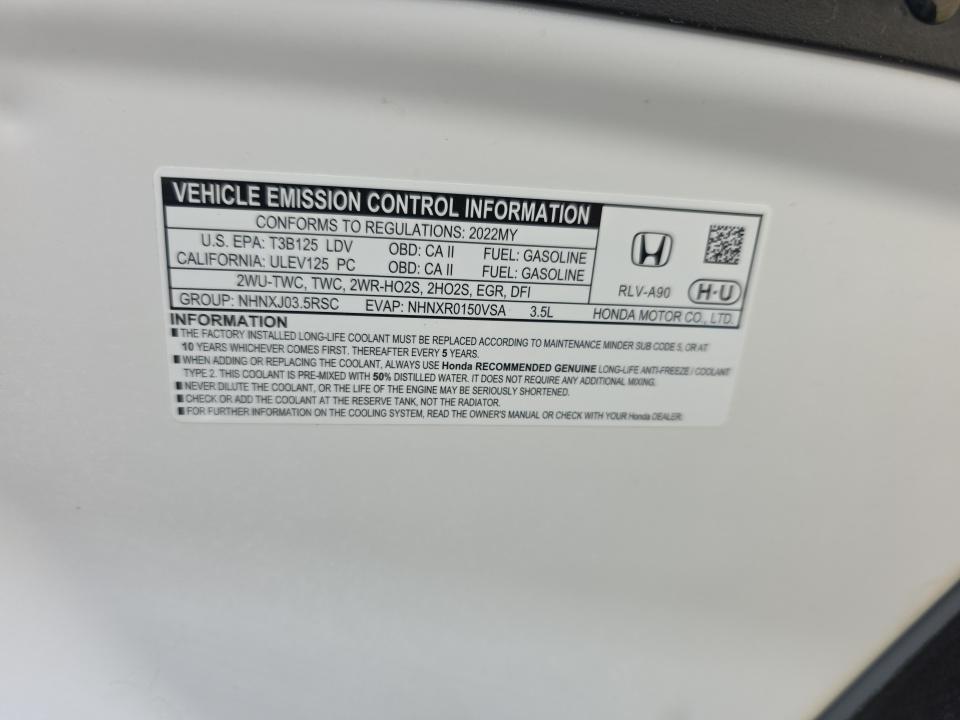 VEHICLE EMISSION CONTROL INFORMATION
CONFORMS TO REGULATIONS: 2022MY
U.S. EPA: T3B125 LDV OBD: CA II FUEL: GASOLINE
CALIFORNIA: ULEV125 PC OBD: CA II FUEL: GASOLINE
2WU-TWC, TWC, 2WR-HO2S, 2HO2S, EGR, DFI
GROUP: NHNXJ03.5RSC EVAP: NHNXR0150VSA 3.5L
RLV-A90 H·U
HONDA MOTOR CO., LTD.
INFORMATION
■ THE FACTORY INSTALLED LONG-LIFE COOLANT MUST BE REPLACED ACCORDING TO MAINTENANCE MINDER SUB CODE 5, OR AT
10 YEARS WHICHEVER COMES FIRST. THEREAFTER EVERY 5 YEARS.
■ WHEN ADDING OR REPLACING THE COOLANT, ALWAYS USE Honda RECOMMENDED GENUINE LONG-LIFE ANTI-FREEZE / COOLANT
TYPE 2. THIS COOLANT IS PRE-MIXED WITH 50% DISTILLED WATER. IT DOES NOT REQUIRE ANY ADDITIONAL MIXING.
■ NEVER DILUTE THE COOLANT, OR THE LIFE OF THE ENGINE MAY BE SERIOUSLY SHORTENED.
■ CHECK OR ADD THE COOLANT AT THE RESERVE TANK, NOT THE RADIATOR.
■ FOR FURTHER INFORMATION ON THE COOLING SYSTEM, READ THE OWNER'S MANUAL OR CHECK WITH YOUR Honda DEALER.